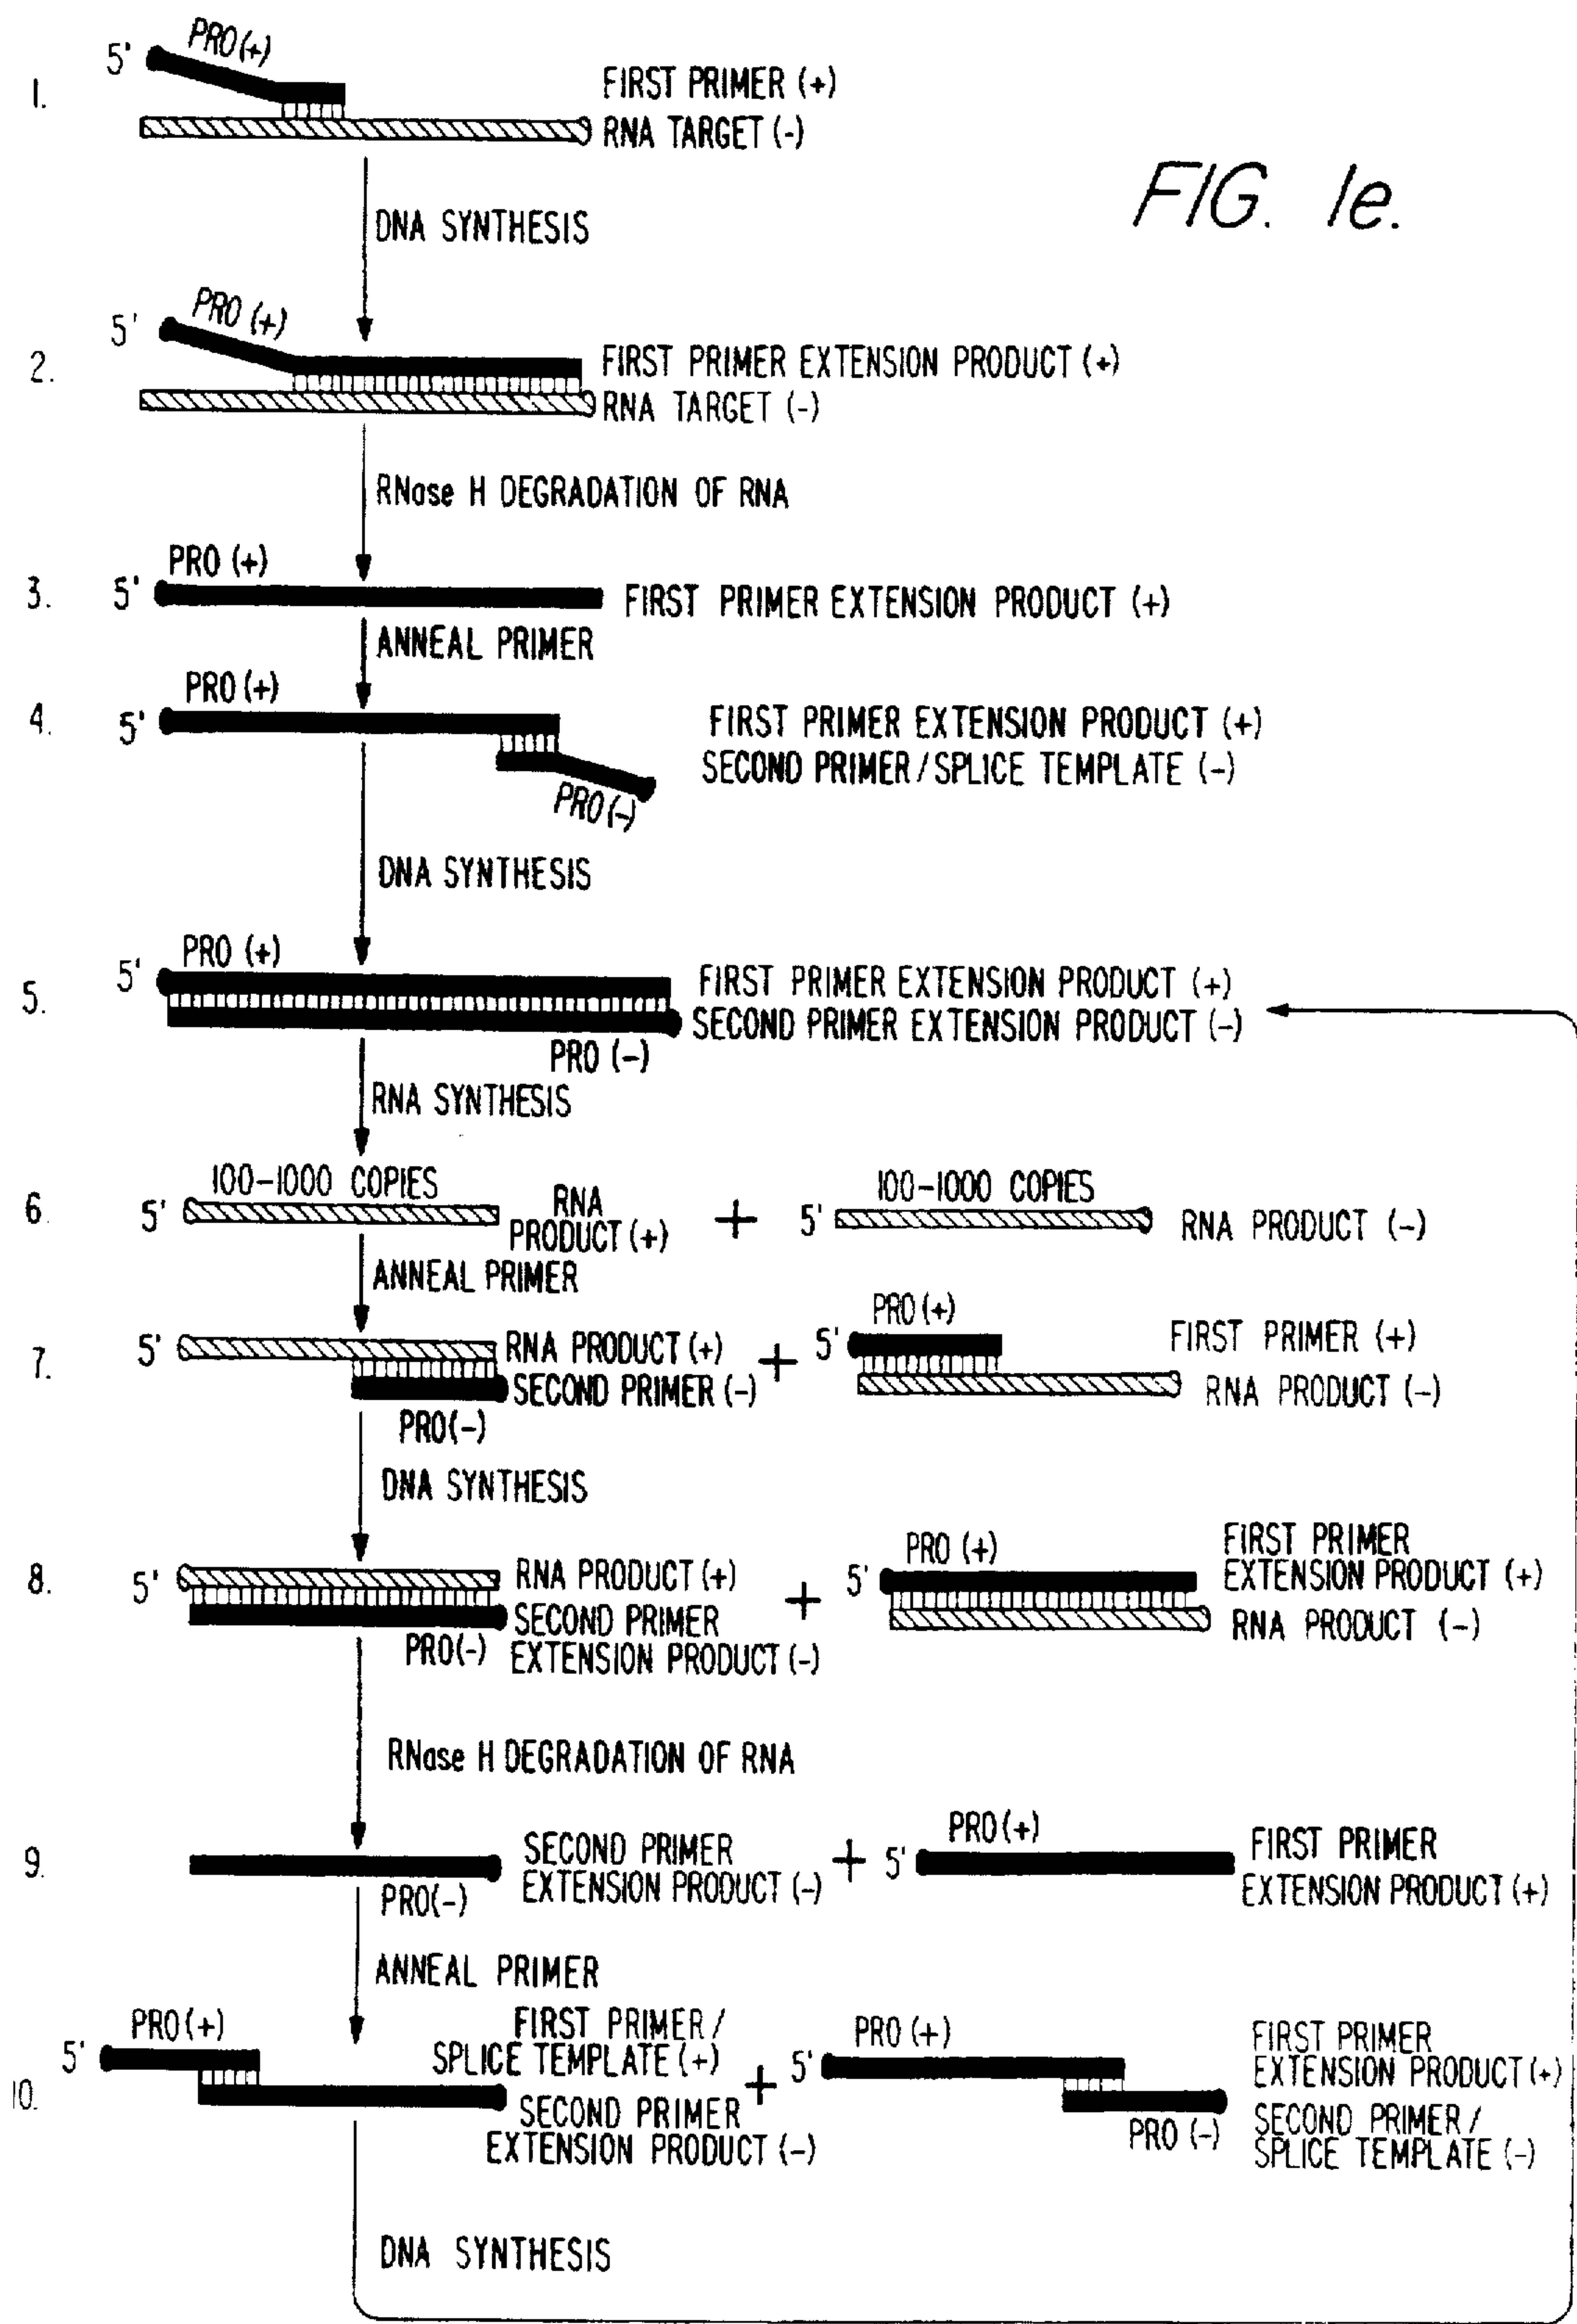 FIG. 1e.
1.
5'
PRO(+)
FIRST PRIMER (+)
RNA TARGET (-)
DNA SYNTHESIS
2.
5'
PRO (+)
FIRST PRIMER EXTENSION PRODUCT (+)
RNA TARGET (-)
RNase H DEGRADATION OF RNA
3.
5'
PRO (+)
FIRST PRIMER EXTENSION PRODUCT (+)
ANNEAL PRIMER
4.
5'
PRO (+)
FIRST PRIMER EXTENSION PRODUCT (+)
SECOND PRIMER/SPLICE TEMPLATE (-)
PRO(-)
DNA SYNTHESIS
5.
5'
PRO (+)
FIRST PRIMER EXTENSION PRODUCT (+)
SECOND PRIMER EXTENSION PRODUCT (-)
PRO (-)
RNA SYNTHESIS
6.
5'
100-1000 COPIES
RNA
PRODUCT (+)
+
5'
100-1000 COPIES
RNA PRODUCT (-)
ANNEAL PRIMER
7.
5'
RNA PRODUCT (+)
SECOND PRIMER (-)
PRO(-)
+
5'
PRO(+)
FIRST PRIMER (+)
RNA PRODUCT (-)
DNA SYNTHESIS
8.
5'
RNA PRODUCT (+)
SECOND PRIMER
EXTENSION PRODUCT (-)
PRO(-)
+
5'
PRO (+)
FIRST PRIMER
EXTENSION PRODUCT (+)
RNA PRODUCT (-)
RNase H DEGRADATION OF RNA
9.
SECOND PRIMER
EXTENSION PRODUCT (-)
PRO(-)
+
5'
PRO(+)
FIRST PRIMER
EXTENSION PRODUCT (+)
ANNEAL PRIMER
10.
5'
PRO(+)
FIRST PRIMER/
SPLICE TEMPLATE (+)
SECOND PRIMER
EXTENSION PRODUCT (-)
+
5'
PRO (+)
FIRST PRIMER
EXTENSION PRODUCT (+)
SECOND PRIMER/
SPLICE TEMPLATE (-)
PRO (-)
DNA SYNTHESIS